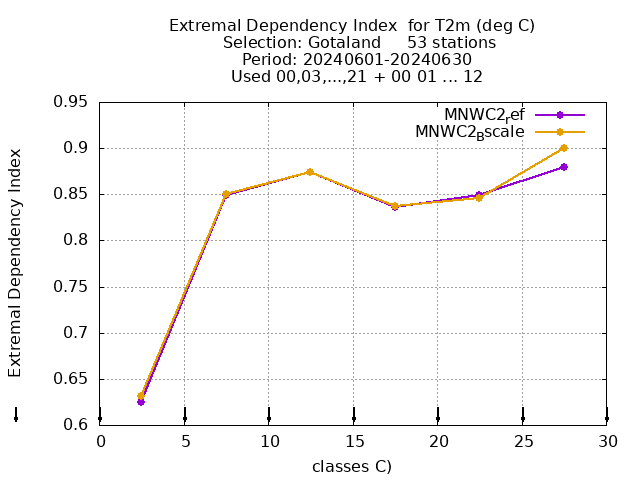 Extremal Dependency Index  for T2m (deg C)
Selection: Gotaland     53 stations
Period: 20240601-20240630
Used 00,03,...,21 + 00 01 ... 12
MNWC2ref
MNWC2Bscale
Extremal Dependency Index
0.95
0.9
0.85
0.8
0.75
0.7
0.65
0.6
0 5 10 15 20 25 30
classes C)